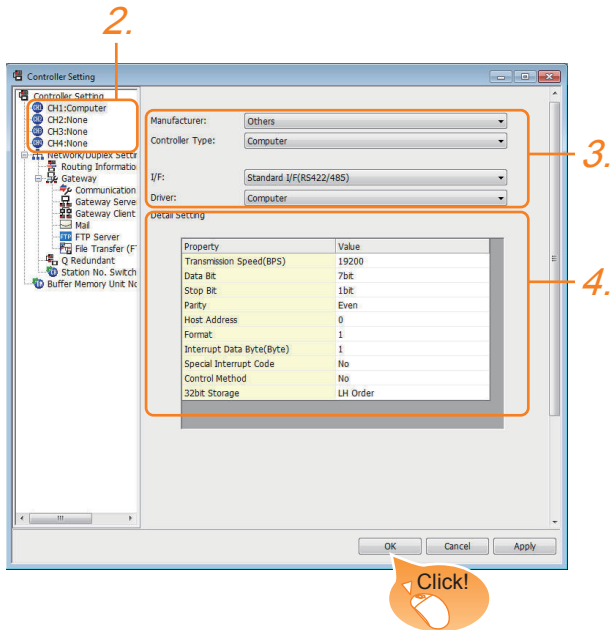 2.
Controller Setting
Controller Setting
CH1:Computer
CH2:None
CH3:None
CH4:None
Network/Duplex Settin
Routing Informatio
Gateway
Communication
Gateway Serve
Gateway Client
Mail
FTP Server
File Transfer (F
Q Redundant
Station No. Switch
Buffer Memory Unit No
Manufacturer: Others
Controller Type: Computer
I/F: Standard I/F(RS422/485)
Driver: Computer
3.
Detail Setting
Property Value
Transmission Speed(BPS) 19200
Data Bit 7bit
Stop Bit 1bit
Parity Even
Host Address 0
Format 1
Interrupt Data Byte(Byte) 1
Special Interrupt Code No
Control Method No
32bit Storage LH Order
4.
OK Cancel Apply
Click!